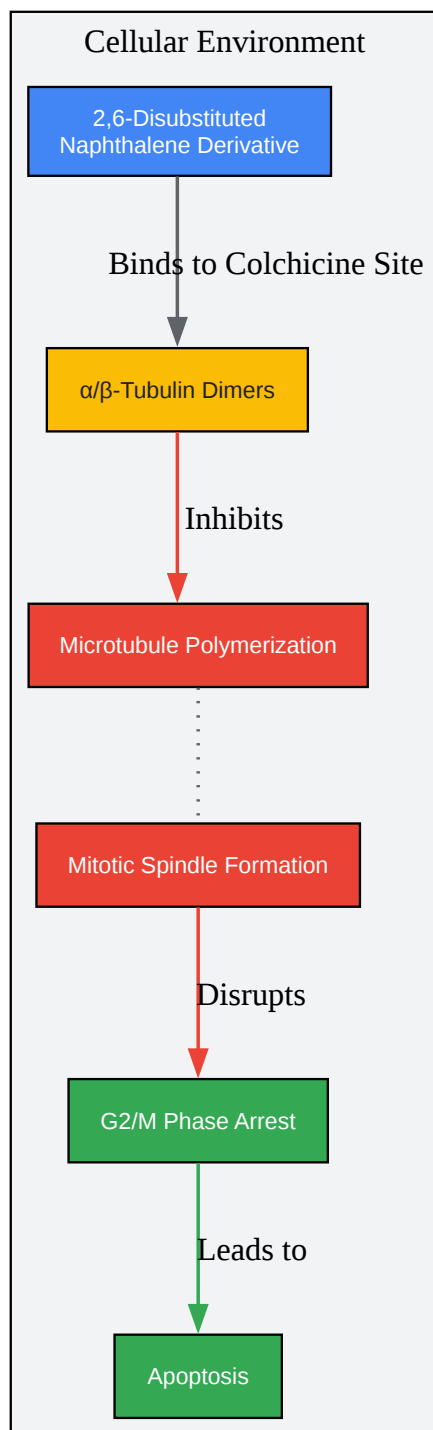 Cellular Environment
2,6-Disubstituted
Naphthalene Derivative
Binds to Colchicine Site
α/β-Tubulin Dimers
Inhibits
Microtubule Polymerization
Mitotic Spindle Formation
Disrupts
G2/M Phase Arrest
Leads to
Apoptosis